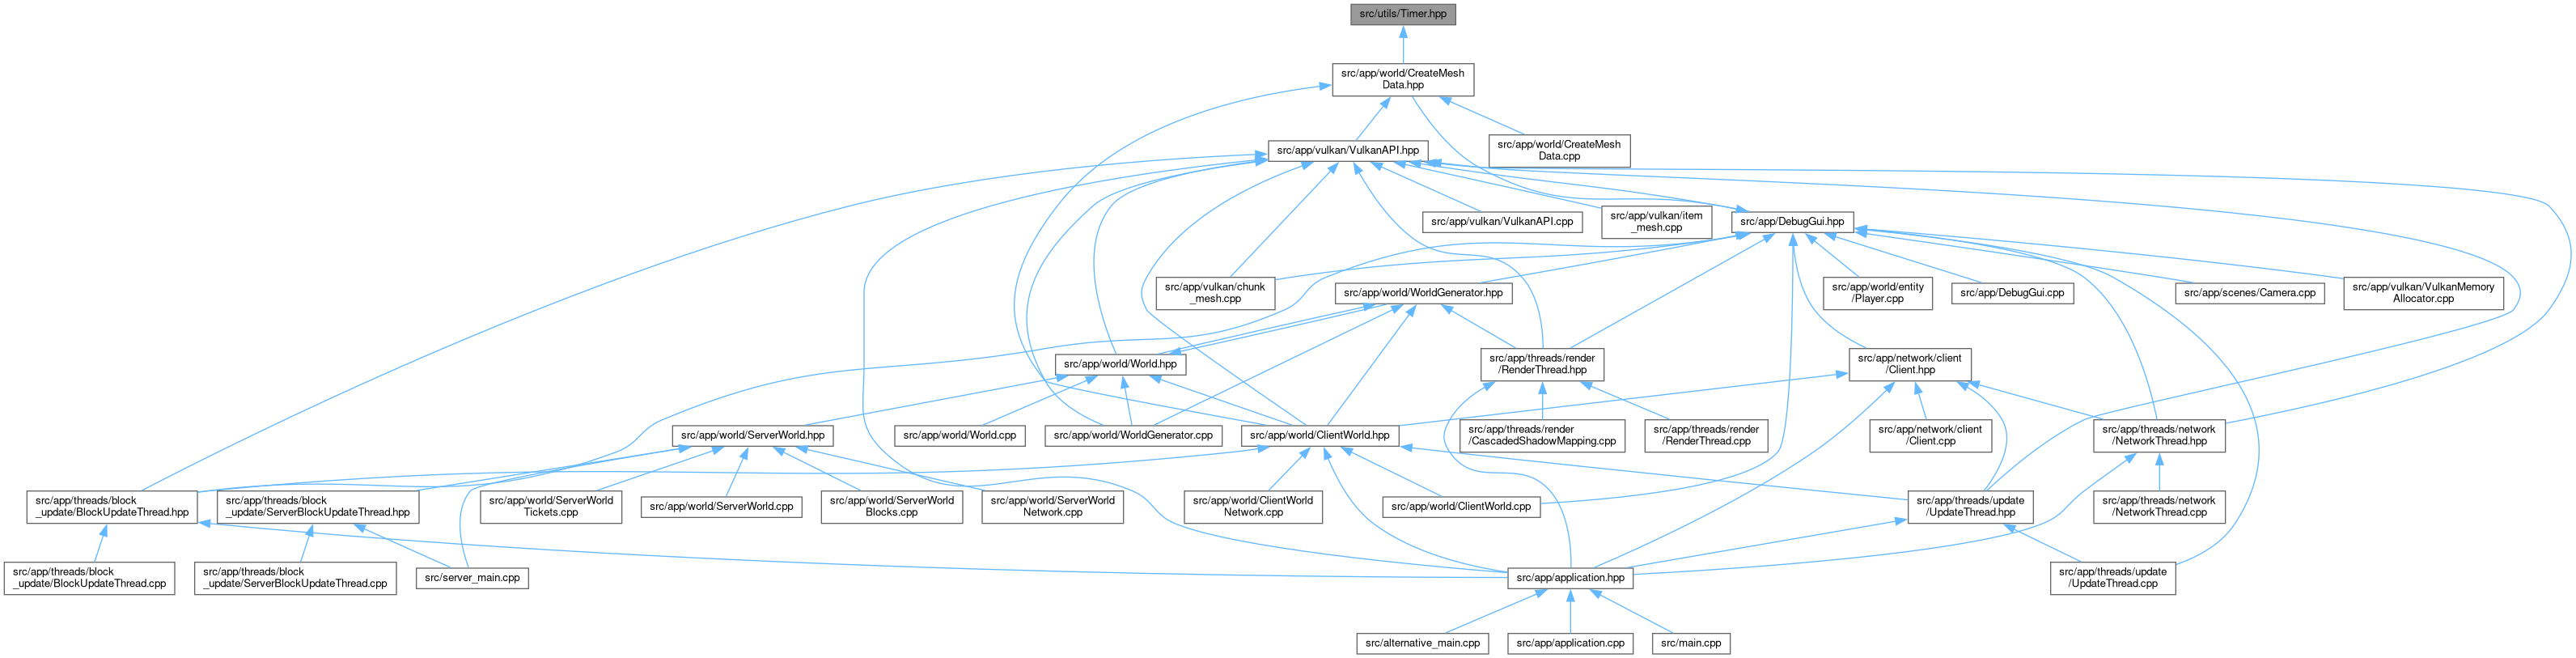 src/utils/Timer.hpp
src/app/world/CreateMesh
Data.hpp
src/app/world/CreateMesh
Data.cpp
src/app/vulkan/VulkanAPI.hpp
src/app/vulkan/VulkanAPI.cpp
src/app/vulkan/item
_mesh.cpp
src/app/DebugGui.hpp
src/app/vulkan/chunk
_mesh.cpp
src/app/world/WorldGenerator.hpp
src/app/world/entity
/Player.cpp
src/app/DebugGui.cpp
src/app/scenes/Camera.cpp
src/app/vulkan/VulkanMemory
Allocator.cpp
src/app/world/World.hpp
src/app/threads/render
/RenderThread.hpp
src/app/network/client
/Client.hpp
src/app/world/ServerWorld.hpp
src/app/world/World.cpp
src/app/world/WorldGenerator.cpp
src/app/world/ClientWorld.hpp
src/app/threads/render
/CascadedShadowMapping.cpp
src/app/threads/render
/RenderThread.cpp
src/app/network/client
/Client.cpp
src/app/threads/network
/NetworkThread.hpp
src/app/threads/block
_update/BlockUpdateThread.hpp
src/app/threads/block
_update/ServerBlockUpdateThread.hpp
src/app/world/ServerWorld
Tickets.cpp
src/app/world/ServerWorld.cpp
src/app/world/ServerWorld
Blocks.cpp
src/app/world/ServerWorld
Network.cpp
src/app/world/ClientWorld
Network.cpp
src/app/world/ClientWorld.cpp
src/app/threads/update
/UpdateThread.hpp
src/app/threads/network
/NetworkThread.cpp
src/app/threads/block
_update/BlockUpdateThread.cpp
src/app/threads/block
_update/ServerBlockUpdateThread.cpp
src/server_main.cpp
src/app/application.hpp
src/app/threads/update
/UpdateThread.cpp
src/alternative_main.cpp
src/app/application.cpp
src/main.cpp